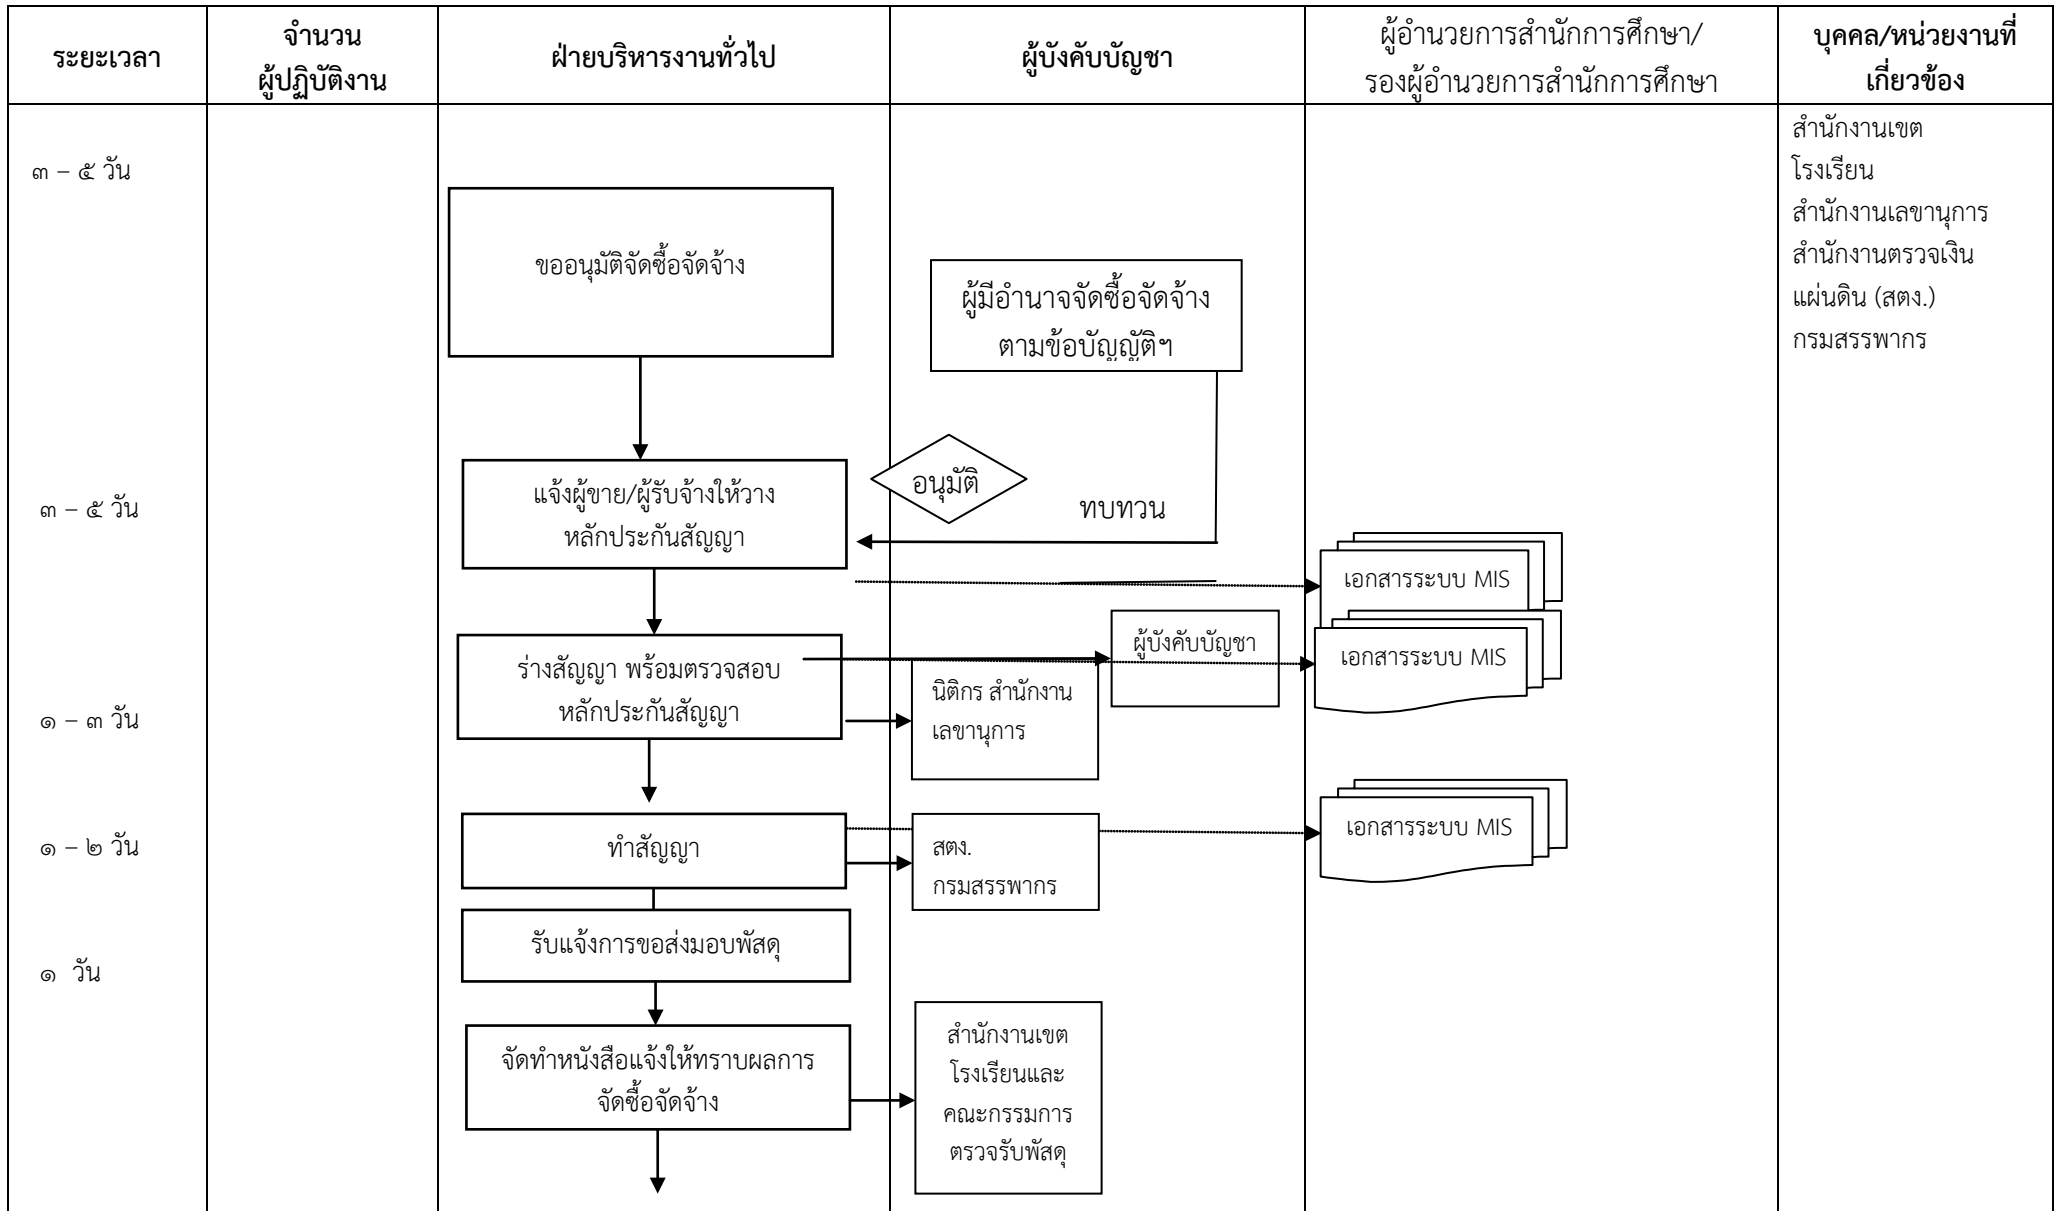 ระยะเวลา
จำนวน
ผู้ปฏิบัติงาน
ฝ่ายบริหารงานทั่วไป
ผู้บังคับบัญชา
ผู้อำนวยการสำนักการศึกษา/
รองผู้อำนวยการสำนักการศึกษา
บุคคล/หน่วยงานที่
เกี่ยวข้อง
สำนักงานเขต
โรงเรียน
สำนักงานเลขานุการ
สำนักงานตรวจเงิน
แผ่นดิน (สตง.)
กรมสรรพากร
๓ – ๕ วัน
ขออนุมัติจัดซื้อจัดจ้าง
ผู้มีอำนาจจัดซื้อจัดจ้าง
ตามข้อบัญญัติฯ
๓ – ๕ วัน
แจ้งผู้ขาย/ผู้รับจ้างให้วาง
หลักประกันสัญญา
อนุมัติ
ทบทวน
เอกสารระบบ MIS
๑ – ๓ วัน
ร่างสัญญา พร้อมตรวจสอบ
หลักประกันสัญญา
นิติกร สำนักงาน
เลขานุการ
ผู้บังคับบัญชา
เอกสารระบบ MIS
๑ – ๒ วัน
ทำสัญญา
สตง.
กรมสรรพากร
เอกสารระบบ MIS
รับแจ้งการขอส่งมอบพัสดุ
๑ วัน
จัดทำหนังสือแจ้งให้ทราบผลการ
จัดซื้อจัดจ้าง
สำนักงานเขต
โรงเรียนและ
คณะกรรมการ
ตรวจรับพัสดุ